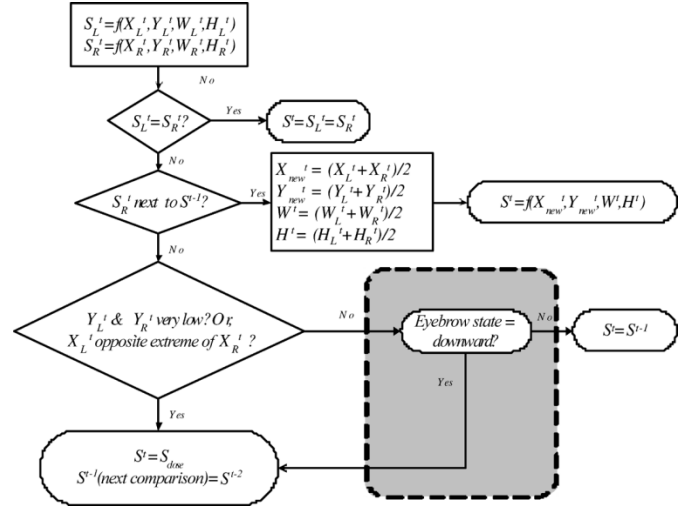 S_L^t=f(X_L^t,Y_L^t,W_L^t,H_L^t)
S_R^t=f(X_R^t,Y_R^t,W_R^t,H_R^t)
No
S_L^t=S_R^t?
Yes
S^t=S_L^t=S_R^t
No
S_R^t next to S^t-1?
Yes
X_new^t = (X_L^t+X_R^t)/2
Y_new^t = (Y_L^t+Y_R^t)/2
W^t = (W_L^t+W_R^t)/2
H^t = (H_L^t+H_R^t)/2
S^t=f(X_new^t,Y_new^t,W^t,H^t)
No
Y_L^t & Y_R^t very low? Or,
X_L^t opposite extreme of X_R^t ?
No
Eyebrow state =
downward?
No
S^t=S^t-1
Yes
Yes
S^t=S_close
S^t-1(next comparison)= S^t-2